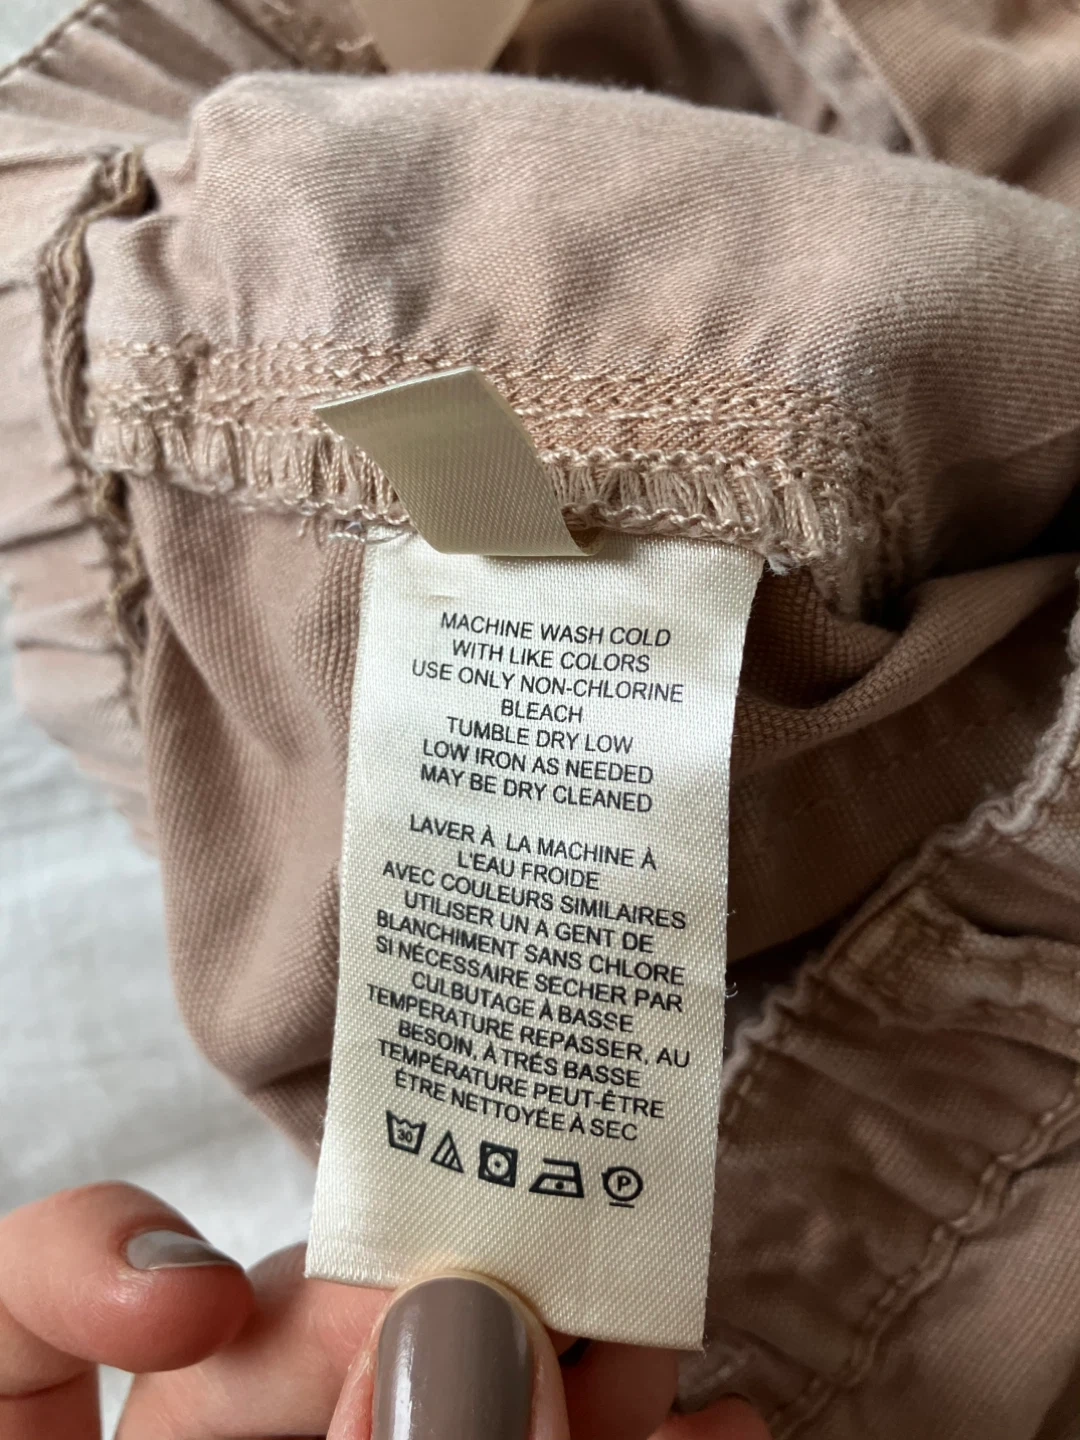 MACHINE WASH COLD
WITH LIKE COLORS
USE ONLY NON-CHLORINE
BLEACH
TUMBLE DRY LOW
LOW IRON AS NEEDED
MAY BE DRY CLEANED
LAVER À LA MACHINE À
L'EAU FROIDE
AVEC COULEURS SIMILAIRES
UTILISER UN A GENT DE
BLANCHIMENT SANS CHLORE
SI NÉCESSAIRE SECHER PAR
CULBUTAGE À BASSE
TEMPERATURE REPASSER, AU
BESOIN, À TRÉS BASSE
TEMPÉRATURE PEUT-ÊTRE
ÊTRE NETTOYÉE À SEC
30 P